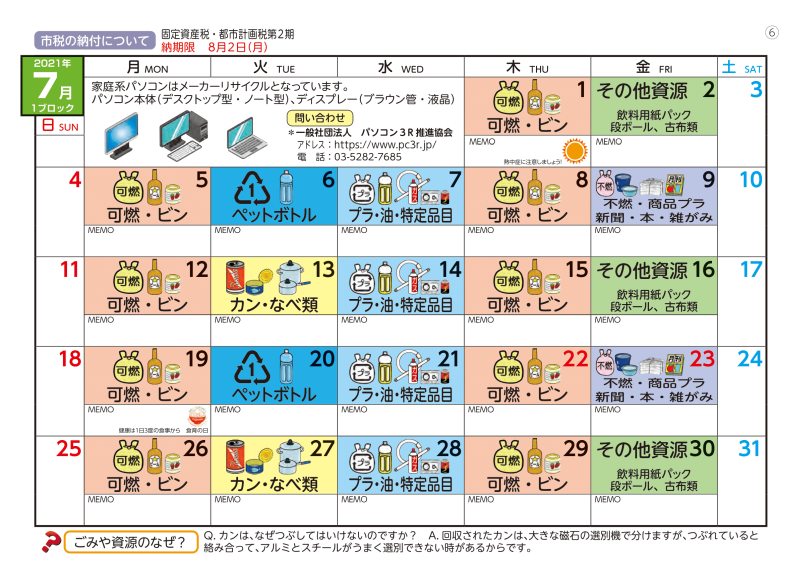 ⑥
市税の納付について
固定資産税・都市計画税第2期
納期限 8月2日(月)
2021年
7月
1ブロック
日 SUN
月 MON
火 TUE
水 WED
木 THU
金 FRI
土 SAT
家庭系パソコンはメーカーリサイクルとなっています。
パソコン本体(デスクトップ型・ノート型)、ディスプレー(ブラウン管・液晶)
問い合わせ
＊一般社団法人 パソコン3R推進協会
アドレス：https://www.pc3r.jp/
電 話：03-5282-7685
1
可燃
可燃・ビン
MEMO
熱中症に注意しましょう!
その他資源 2
飲料用紙パック
段ボール、古布類
MEMO
3
4
5
可燃
可燃・ビン
MEMO
6
1
ペットボトル
MEMO
7
プラ
プラ・油・特定品目
MEMO
8
可燃
可燃・ビン
MEMO
9
不燃
不燃・商品プラ
新聞・本・雑がみ
MEMO
10
11
12
可燃
可燃・ビン
MEMO
13
カン・なべ類
MEMO
14
プラ
プラ・油・特定品目
MEMO
15
可燃
可燃・ビン
MEMO
その他資源 16
飲料用紙パック
段ボール、古布類
MEMO
17
18
19
可燃
可燃・ビン
MEMO
健康は1日3度の食事から 食育の日
20
1
ペットボトル
MEMO
21
プラ
プラ・油・特定品目
MEMO
22
可燃
可燃・ビン
MEMO
23
不燃
不燃・商品プラ
新聞・本・雑がみ
MEMO
24
25
26
可燃
可燃・ビン
MEMO
27
カン・なべ類
MEMO
28
プラ
プラ・油・特定品目
MEMO
29
可燃
可燃・ビン
MEMO
その他資源 30
飲料用紙パック
段ボール、古布類
MEMO
31
ごみや資源のなぜ？
Q. カンは、なぜつぶしてはいけないのですか？ A. 回収されたカンは、大きな磁石の選別機で分けますが、つぶれていると
絡み合って、アルミとスチールがうまく選別できない時があるからです。